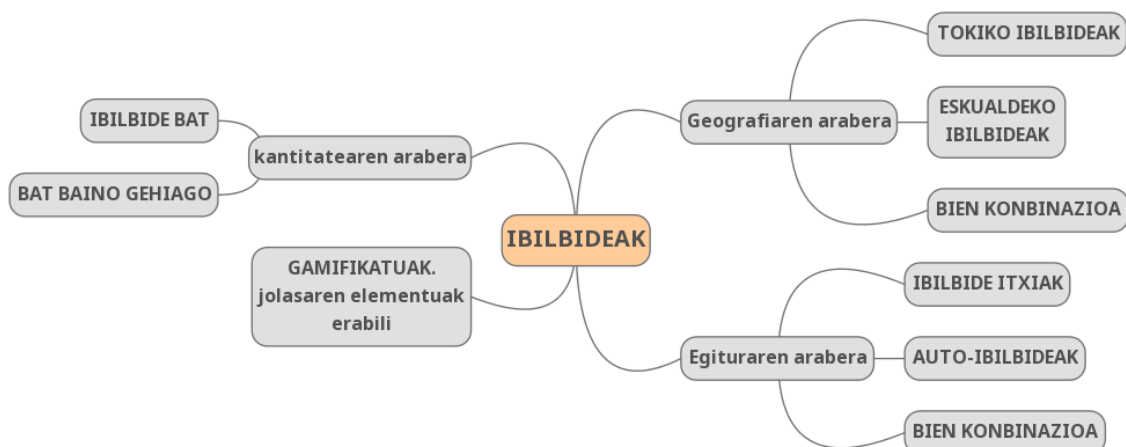 IBILBIDEAK
Geografiaren arabera
TOKIKO IBILBIDEAK
ESKUALDEKO
IBILBIDEAK
BIEN KONBINAZIOA
Egituraren arabera
IBILBIDE ITXIAK
AUTO-IBILBIDEAK
BIEN KONBINAZIOA
kantitatearen arabera
IBILBIDE BAT
BAT BAINO GEHIAGO
GAMIFIKATUAK.
jolasaren elementuak
erabili